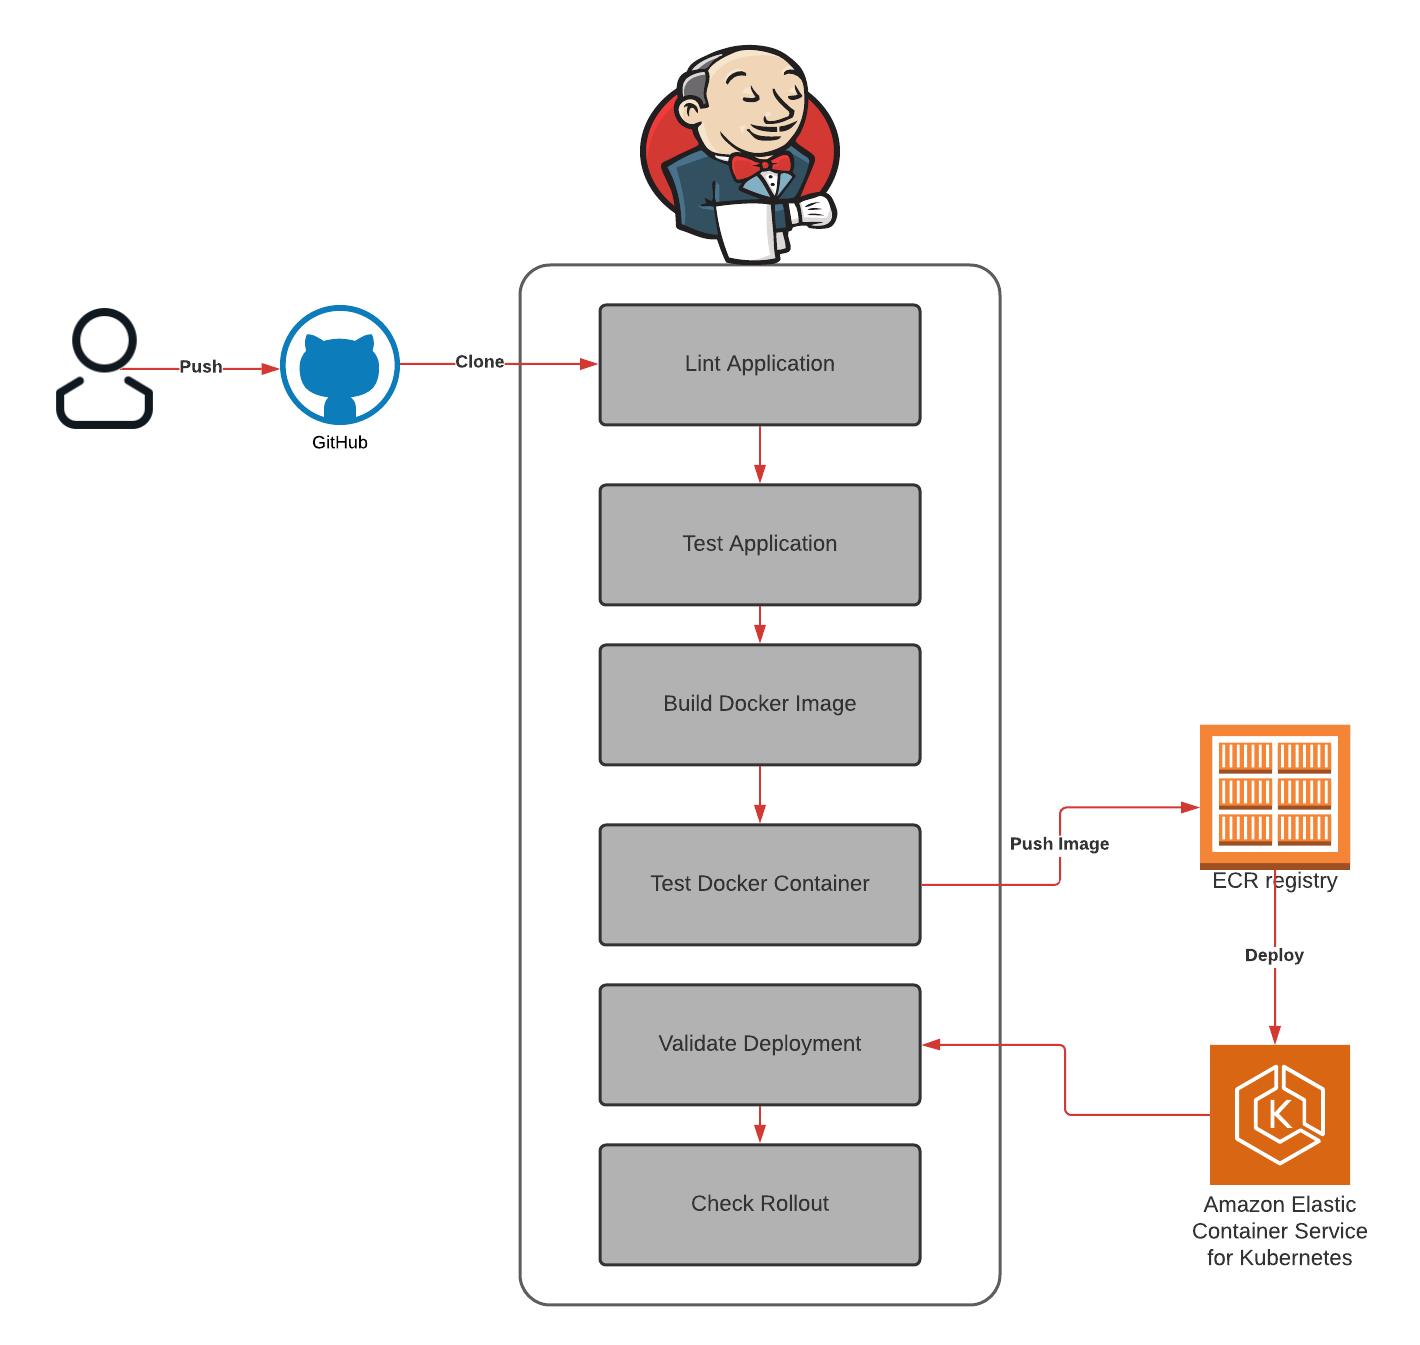 Push
GitHub
Clone
Lint Application
Test Application
Build Docker Image
Test Docker Container
Push Image
ECR registry
Deploy
K
Amazon Elastic
Container Service
for Kubernetes
Validate Deployment
Check Rollout